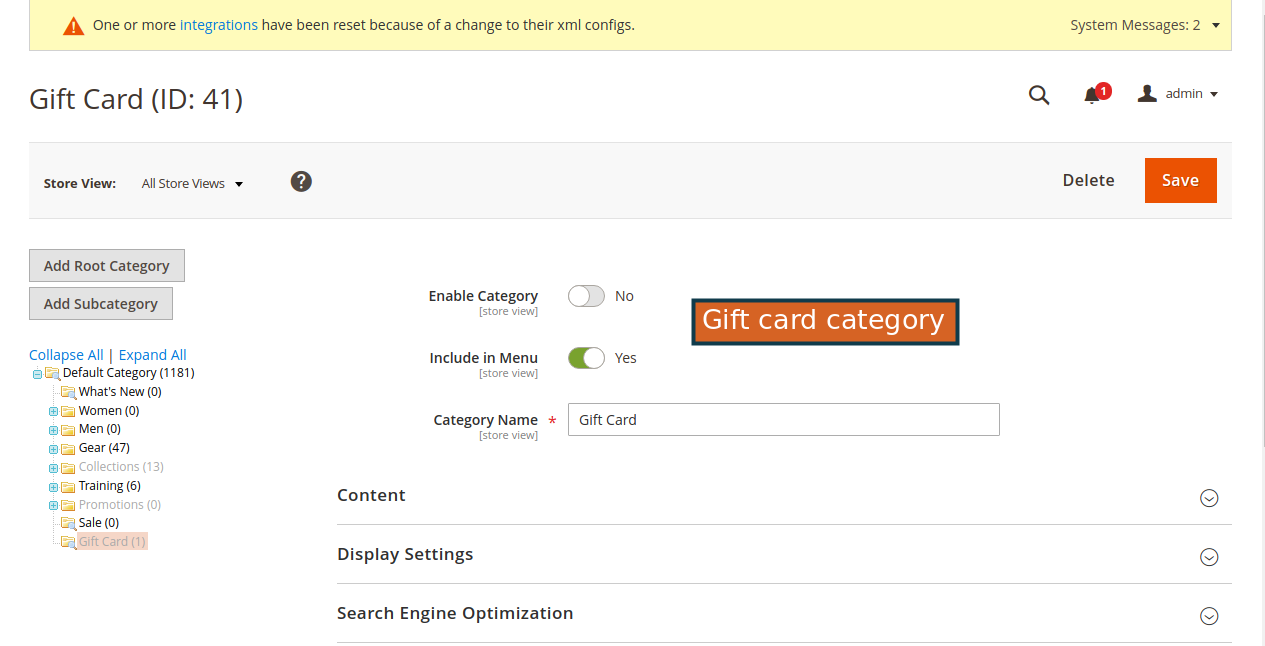 One or more integrations have been reset because of a change to their xml configs.
System Messages: 2
Gift Card (ID: 41)
1
admin
Store View:
All Store Views
?
Delete
Save
Add Root Category
Add Subcategory
Collapse All | Expand All
Default Category (1181)
What's New (0)
Women (0)
Men (0)
Gear (47)
Collections (13)
Training (6)
Promotions (0)
Sale (0)
Gift Card (1)
Enable Category
[store view]
No
Gift card category
Include in Menu
[store view]
Yes
Category Name *
[store view]
Gift Card
Content
Display Settings
Search Engine Optimization